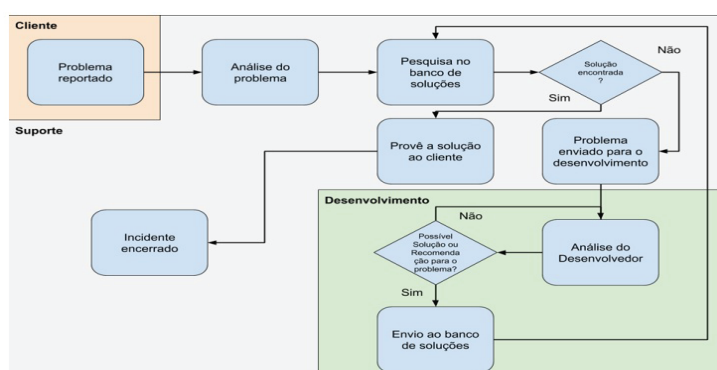 Cliente
Problema
reportado
Análise do
problema
Pesquisa no
banco de
soluções
Solução
encontrada
?
Não
Sim
Suporte
Provê a solução
ao cliente
Problema
enviado para o
desenvolvimento
Incidente
encerrado
Desenvolvimento
Não
Possível
Solução ou
Recomenda
ção para o
problema?
Análise do
Desenvolvedor
Sim
Envio ao banco
de soluções